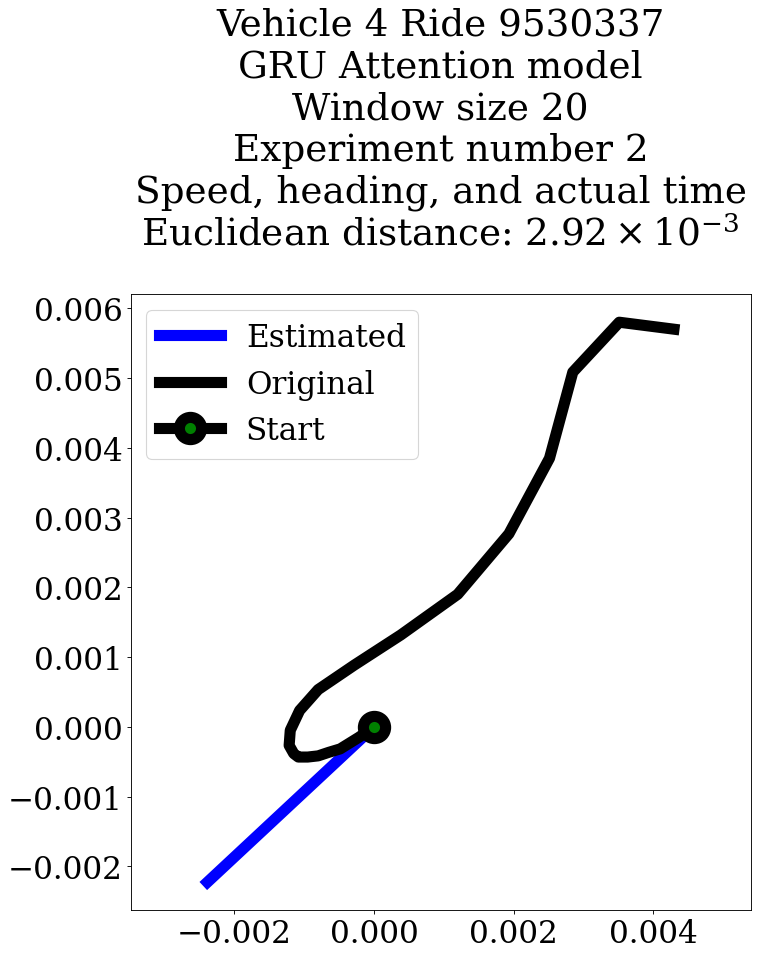 Vehicle 4 Ride 9530337
GRU Attention model
Window size 20
Experiment number 2
Speed, heading, and actual time
Euclidean distance: 2.92 × 10⁻³
0.006
0.005
0.004
0.003
0.002
0.001
0.000
−0.001
−0.002
Estimated
Original
Start
−0.002 0.000 0.002 0.004